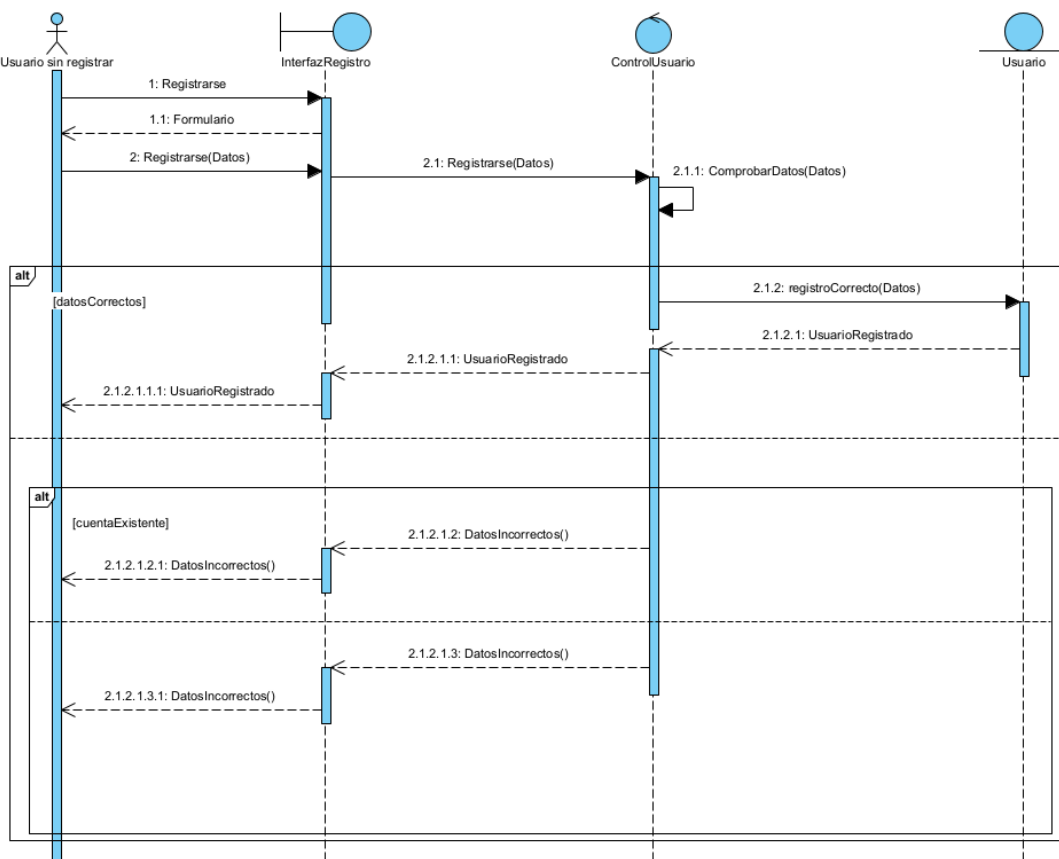 Usuario sin registrar
InterfazRegistro
ControlUsuario
Usuario
1: Registrarse
1.1: Formulario
2: Registrarse(Datos)
2.1: Registrarse(Datos)
2.1.1: ComprobarDatos(Datos)
alt
[datosCorrectos]
2.1.2: registroCorrecto(Datos)
2.1.2.1: UsuarioRegistrado
2.1.2.1.1: UsuarioRegistrado
2.1.2.1.1.1: UsuarioRegistrado
alt
[cuentaExistente]
2.1.2.1.2: DatosIncorrectos()
2.1.2.1.2.1: DatosIncorrectos()
2.1.2.1.3: DatosIncorrectos()
2.1.2.1.3.1: DatosIncorrectos()